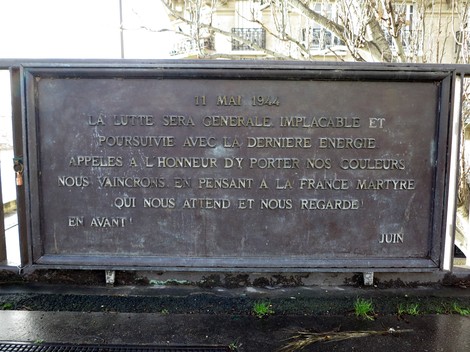 11 MAI 1944
LA LUTTE SERA GENERALE, IMPLACABLE ET
POURSUIVIE AVEC LA DERNIERE ENERGIE
APPELES A L'HONNEUR D'Y PORTER NOS COULEURS
NOUS VAINCRONS EN PENSANT A LA FRANCE MARTYRE
QUI NOUS ATTEND ET NOUS REGARDE!
EN AVANT!
JUIN